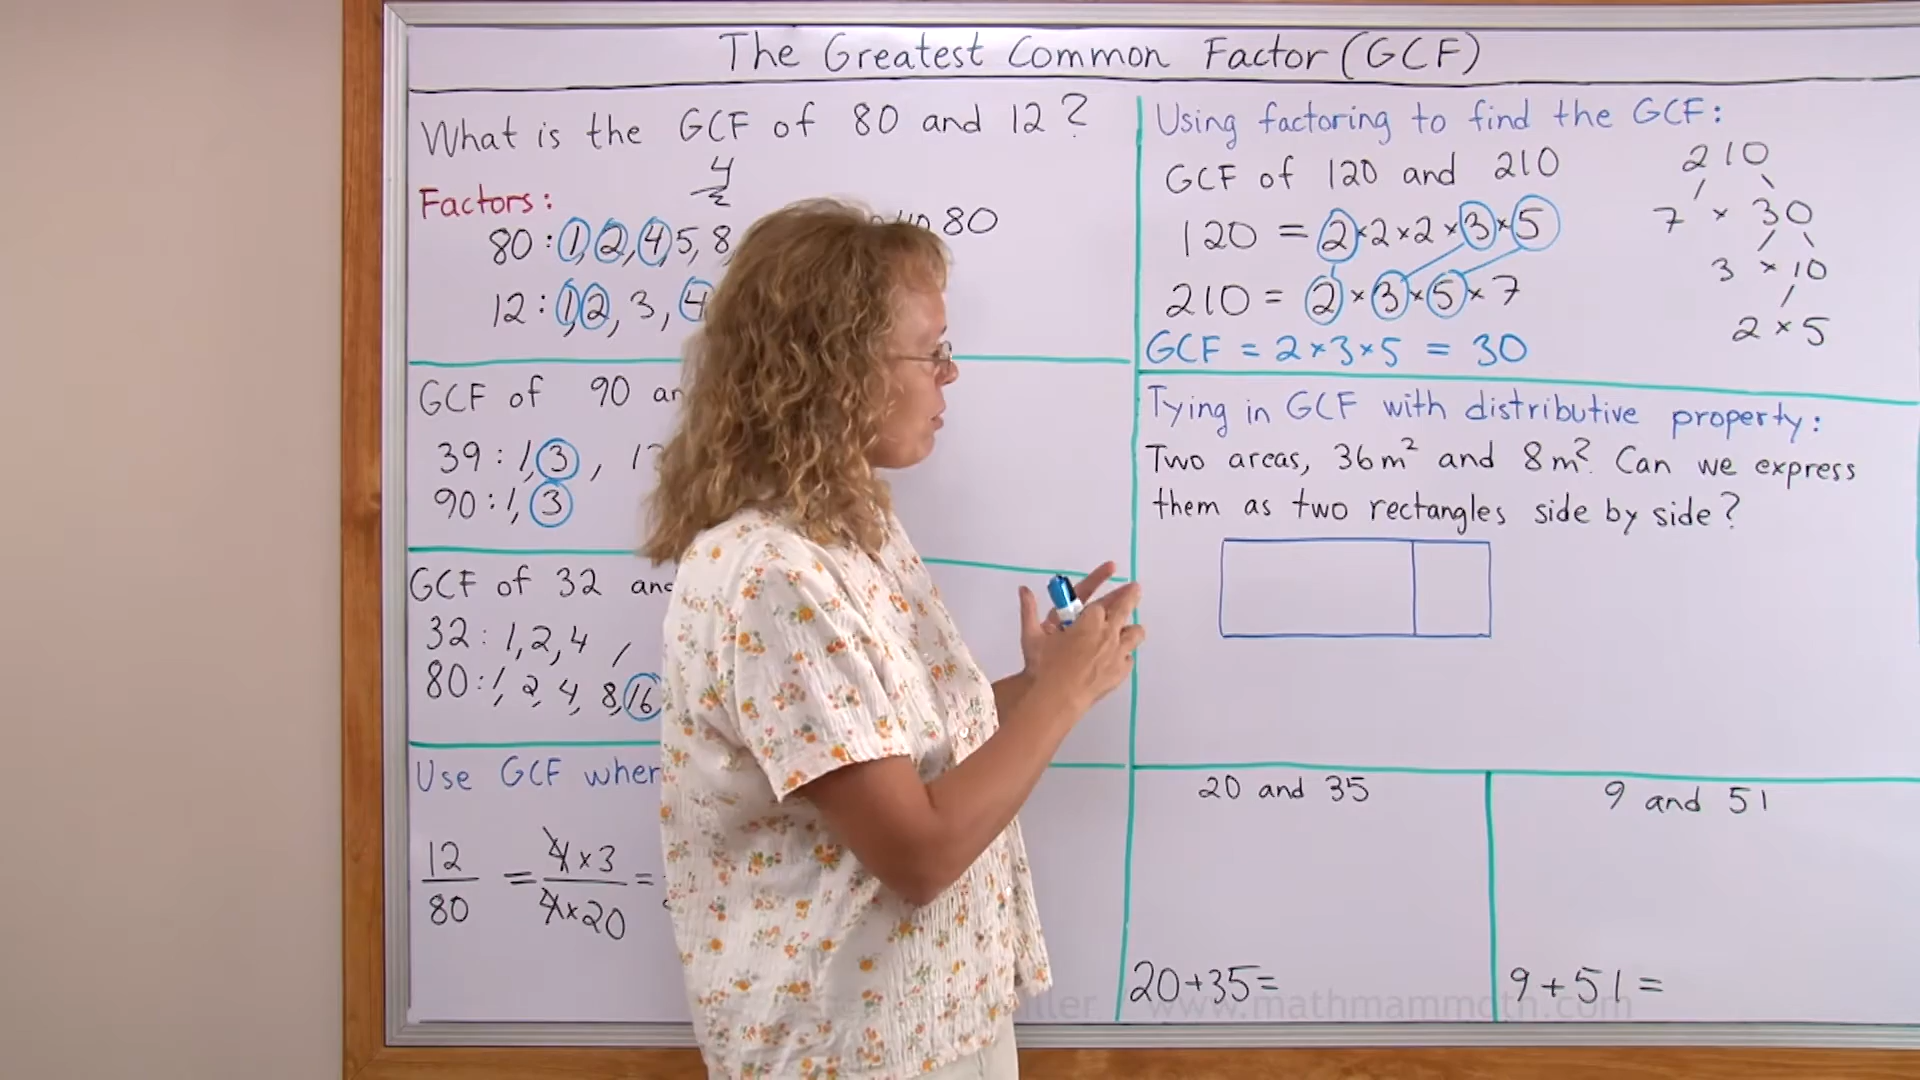 The Greatest Common Factor (GCF)
What is the GCF of 80 and 12?
4
Factors:
80 : 1, 2, 4, 5, 8,
80
12 : 1, 2, 3, 4
GCF of 90
39 : 1, 3 ,
90 : 1, 3
GCF of 32
32 : 1, 2, 4 ,
80 : 1, 2, 4, 8, 16
Use GCF
12/80 = 4 × 3/4 × 20 =
Using factoring to find the GCF:
GCF of 120 and 210
120 = 2 × 2 × 2 × 3 × 5
210 = 2 × 3 × 5 × 7
GCF = 2 × 3 × 5 = 30
210
7 × 30
3 × 10
2 × 5
Tying in GCF with distributive property:
Two areas, 36 m² and 8 m². Can we express
them as two rectangles side by side?
20 and 35
20 + 35 =
9 and 51
9 + 51 =
www.mathmammoth.com